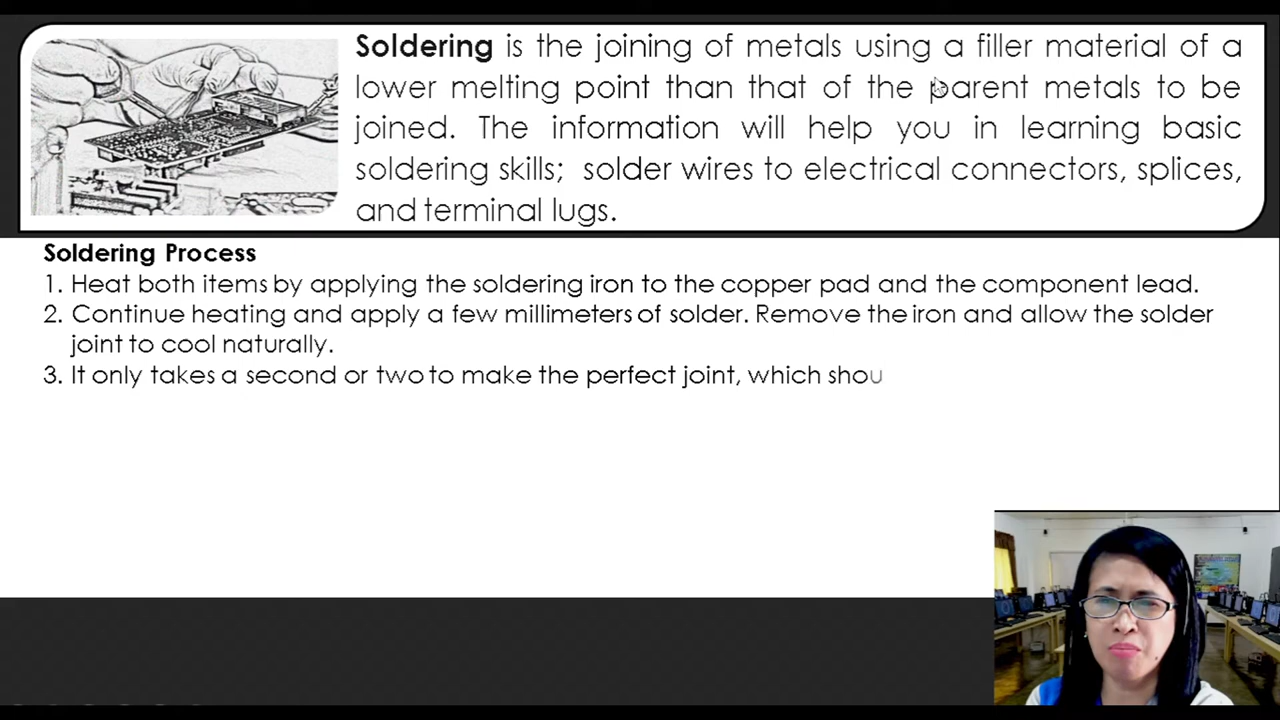 Soldering is the joining of metals using a filler material of a
lower melting point than that of the parent metals to be
joined. The information will help you in learning basic
soldering skills; solder wires to electrical connectors, splices,
and terminal lugs.
Soldering Process
1. Heat both items by applying the soldering iron to the copper pad and the component lead.
2. Continue heating and apply a few millimeters of solder. Remove the iron and allow the solder
joint to cool naturally.
3. It only takes a second or two to make the perfect joint, which shou